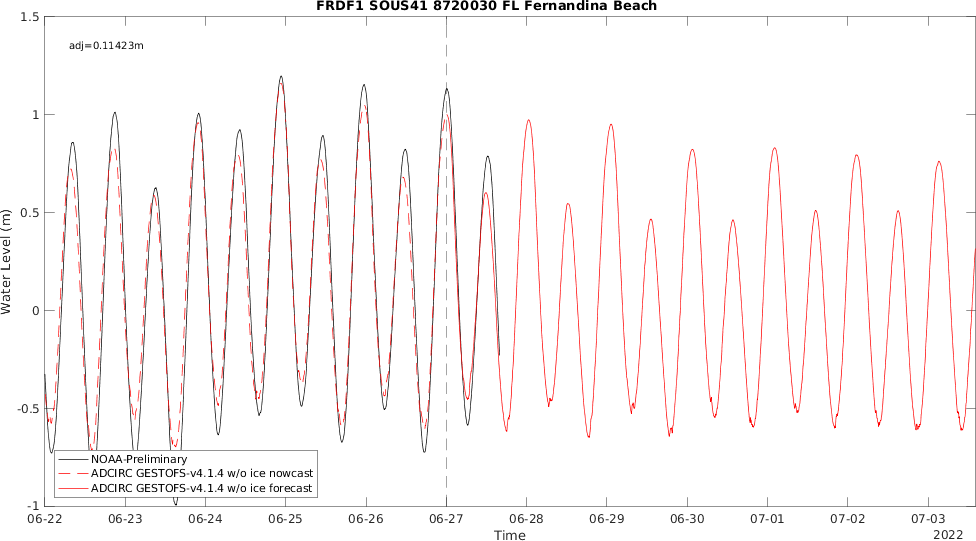 FRDF1 SOUS41 8720030 FL Fernandina Beach
adj=0.11423m
1.5
1
0.5
0
-0.5
-1
Water Level (m)
NOAA-Preliminary
ADCIRC GESTOFS-v4.1.4 w/o ice nowcast
ADCIRC GESTOFS-v4.1.4 w/o ice forecast
06-22 06-23 06-24 06-25 06-26 06-27 06-28 06-29 06-30 07-01 07-02 07-03
Time
2022